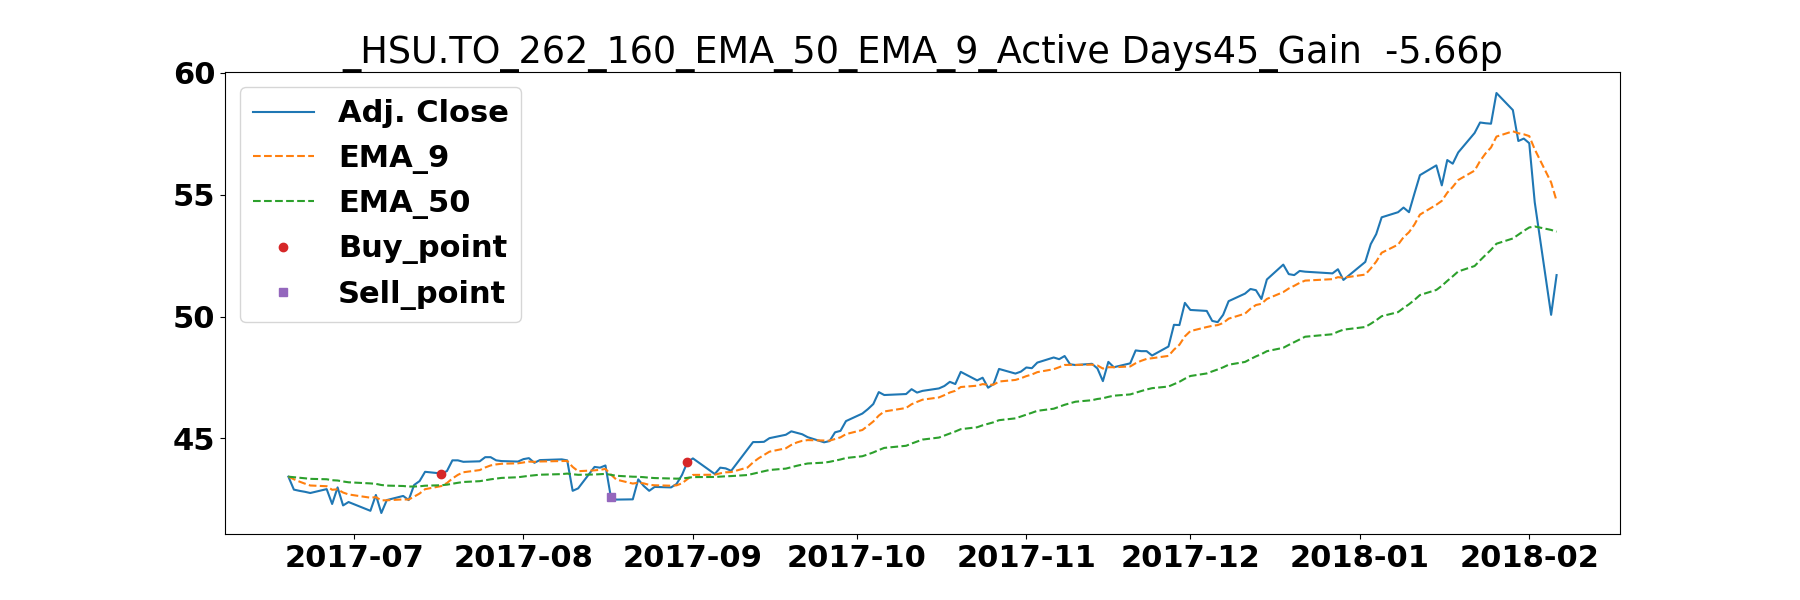 _HSU.TO_262_160_EMA_50_EMA_9_Active Days45_Gain  -5.66p
60
55
50
45
Adj. Close
EMA_9
EMA_50
Buy_point
Sell_point
2017-07 2017-08 2017-09 2017-10 2017-11 2017-12 2018-01 2018-02